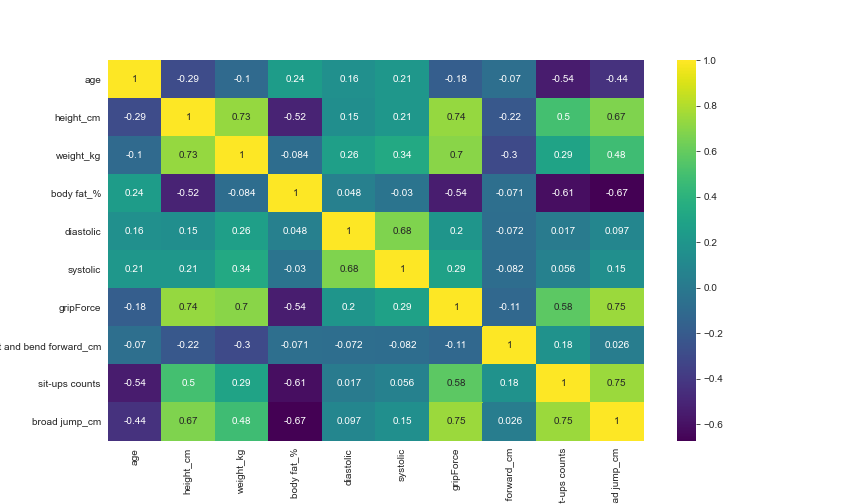 age 1 -0.29 -0.1 0.24 0.16 0.21 -0.18 -0.07 -0.54 -0.44
height_cm -0.29 1 0.73 -0.52 0.15 0.21 0.74 -0.22 0.5 0.67
weight_kg -0.1 0.73 1 -0.084 0.26 0.34 0.7 -0.3 0.29 0.48
body fat_% 0.24 -0.52 -0.084 1 0.048 -0.03 -0.54 -0.071 -0.61 -0.67
diastolic 0.16 0.15 0.26 0.048 1 0.68 0.2 -0.072 0.017 0.097
systolic 0.21 0.21 0.34 -0.03 0.68 1 0.29 -0.082 0.056 0.15
gripForce -0.18 0.74 0.7 -0.54 0.2 0.29 1 -0.11 0.58 0.75
t and bend forward_cm -0.07 -0.22 -0.3 -0.071 -0.072 -0.082 -0.11 1 0.18 0.026
sit-ups counts -0.54 0.5 0.29 -0.61 0.017 0.056 0.58 0.18 1 0.75
broad jump_cm -0.44 0.67 0.48 -0.67 0.097 0.15 0.75 0.026 0.75 1
age
height_cm
weight_kg
body fat_%
diastolic
systolic
gripForce
forward_cm
t-ups counts
ad jump_cm
1.0
0.8
0.6
0.4
0.2
0.0
−0.2
−0.4
−0.6